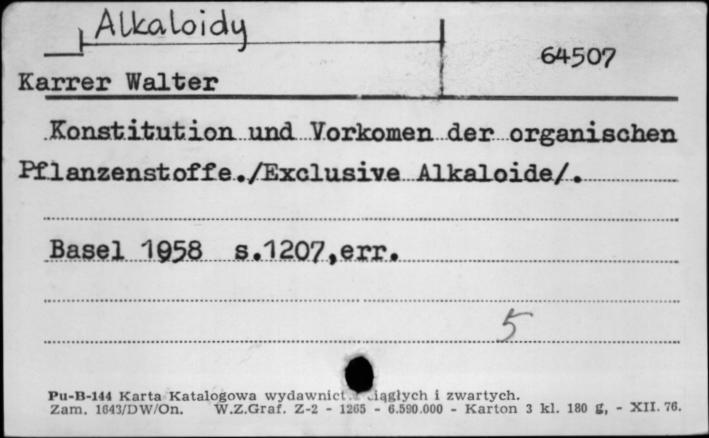 Alkaloidy
64507
Karrer Walter
Konstitution und Vorkomen der organischen
Pflanzenstoffe./Exclusive Alkaloide/.
Basel 1958 s.1207,err.
5
Pu-B-144 Karta Katalogowa wydawnict ciągłych i zwartych.
Zam. 1643/DW/On. W.Z.Graf. Z-2 - 1265 - 6.590.000 - Karton 3 kl. 180 g, - XII. 76.